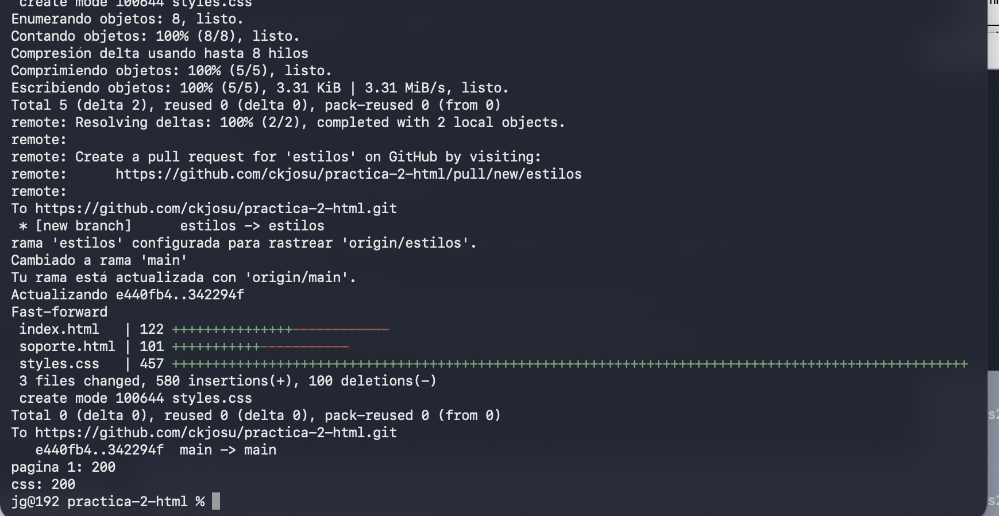 create mode 100644 styles.css
Enumerando objetos: 8, listo.
Contando objetos: 100% (8/8), listo.
Compresión delta usando hasta 8 hilos
Comprimiendo objetos: 100% (5/5), listo.
Escribiendo objetos: 100% (5/5), 3.31 KiB | 3.31 MiB/s, listo.
Total 5 (delta 2), reused 0 (delta 0), pack-reused 0 (from 0)
remote: Resolving deltas: 100% (2/2), completed with 2 local objects.
remote:
remote: Create a pull request for 'estilos' on GitHub by visiting:
remote:      https://github.com/ckjosu/practica-2-html/pull/new/estilos
remote:
To https://github.com/ckjosu/practica-2-html.git
 * [new branch]      estilos -> estilos
rama 'estilos' configurada para rastrear 'origin/estilos'.
Cambiado a rama 'main'
Tu rama está actualizada con 'origin/main'.
Actualizando e440fb4..342294f
Fast-forward
 index.html   | 122 +++++++++++++++------------
 soporte.html | 101 +++++++++++-----------
 styles.css   | 457 +++++++++++++++++++++++++++++++++++++++++++++++++++++++++++++++++++++++++++++++++++++++++++++++++++
 3 files changed, 580 insertions(+), 100 deletions(-)
 create mode 100644 styles.css
Total 0 (delta 0), reused 0 (delta 0), pack-reused 0 (from 0)
To https://github.com/ckjosu/practica-2-html.git
   e440fb4..342294f  main -> main
pagina 1: 200
css: 200
jg@192 practica-2-html %